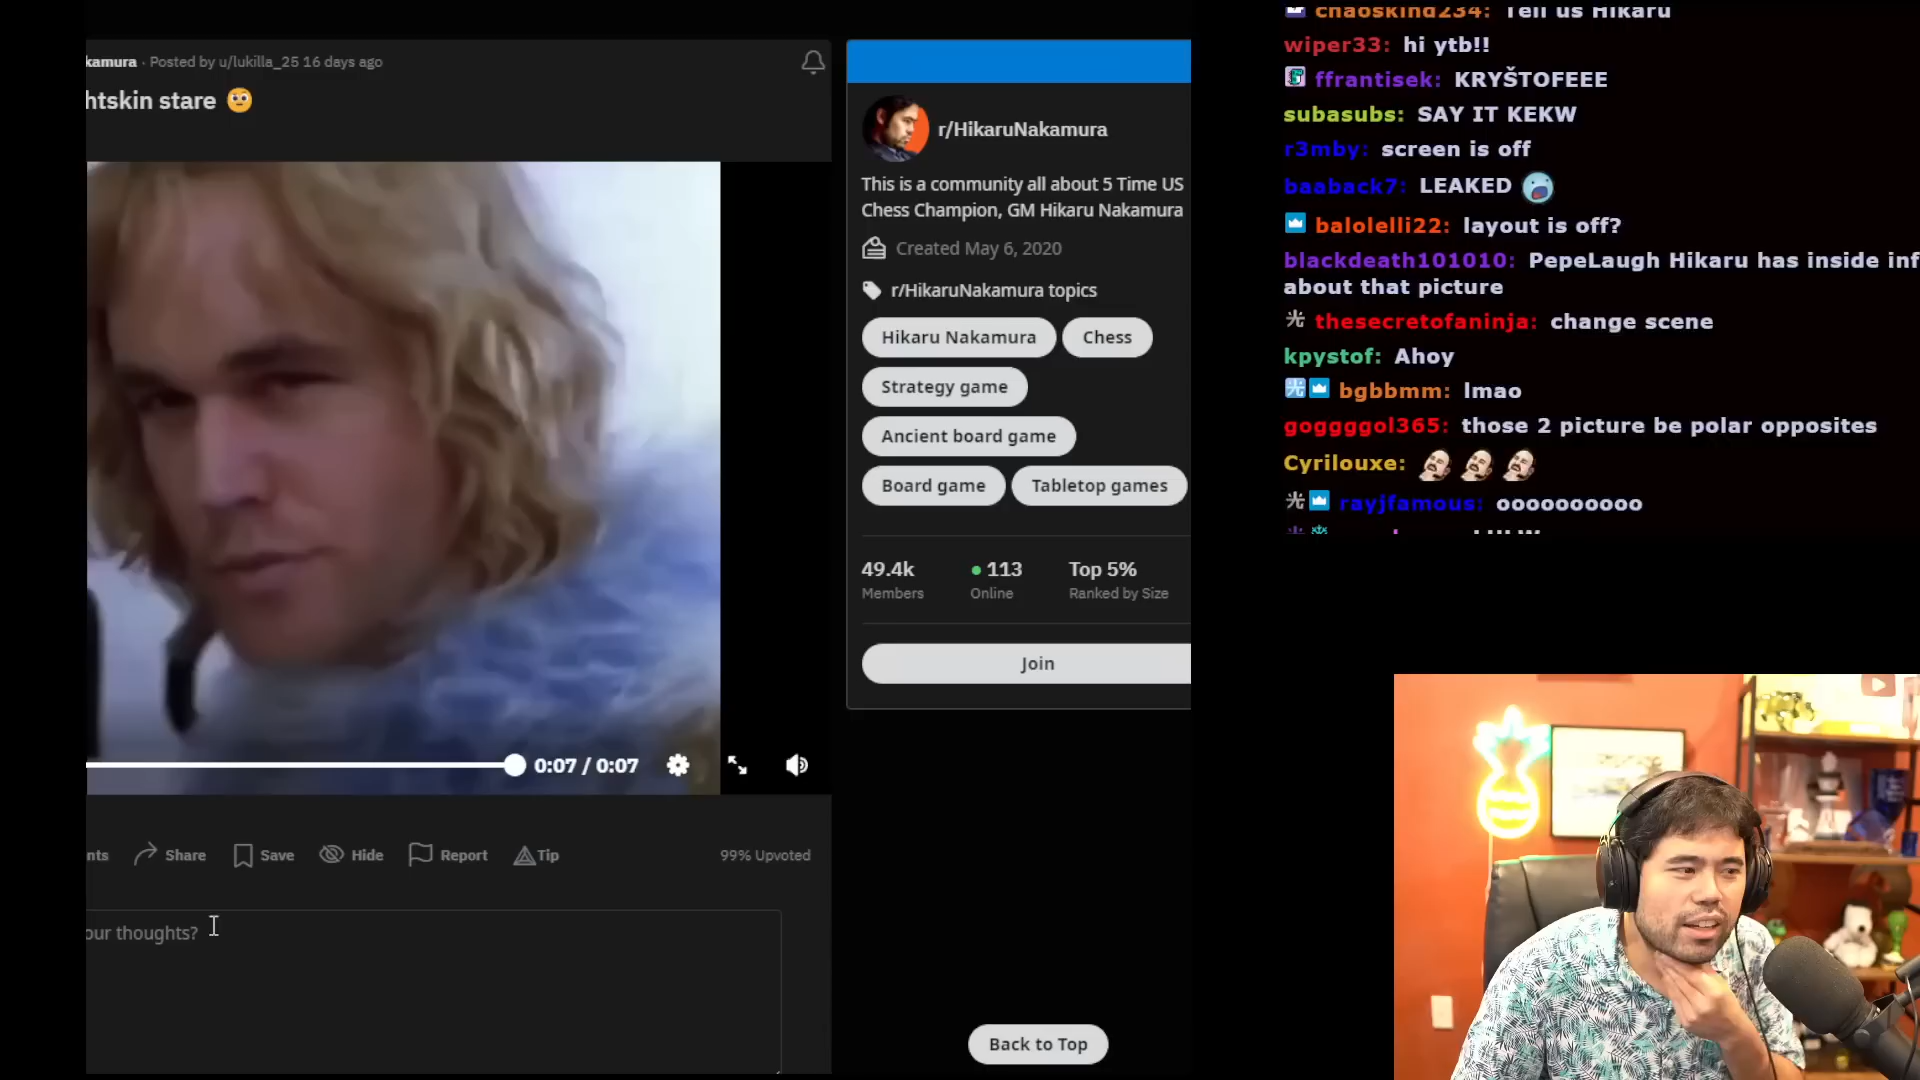 kamura · Posted by u/lukilla_25 16 days ago
htskin stare
0:07 / 0:07
nts
Share
Save
Hide
Report
Tip
99% Upvoted
our thoughts?
r/HikaruNakamura
This is a community all about 5 Time US
Chess Champion, GM Hikaru Nakamura
Created May 6, 2020
r/HikaruNakamura topics
Hikaru Nakamura
Chess
Strategy game
Ancient board game
Board game
Tabletop games
49.4k
113
Top 5%
Members
Online
Ranked by Size
Join
Back to Top
chaoskind234: Tell us Hikaru
wiper33: hi ytb!!
ffrantisek: KRYŠTOFEEE
subasubs: SAY IT KEKW
r3mby: screen is off
baaback7: LEAKED
balolelli22: layout is off?
blackdeath101010: PepeLaugh Hikaru has inside inf
about that picture
thesecretofaninja: change scene
kpystof: Ahoy
bgbbmm: lmao
goggggol365: those 2 picture be polar opposites
Cyrilouxe:
rayjfamous: oooooooooo